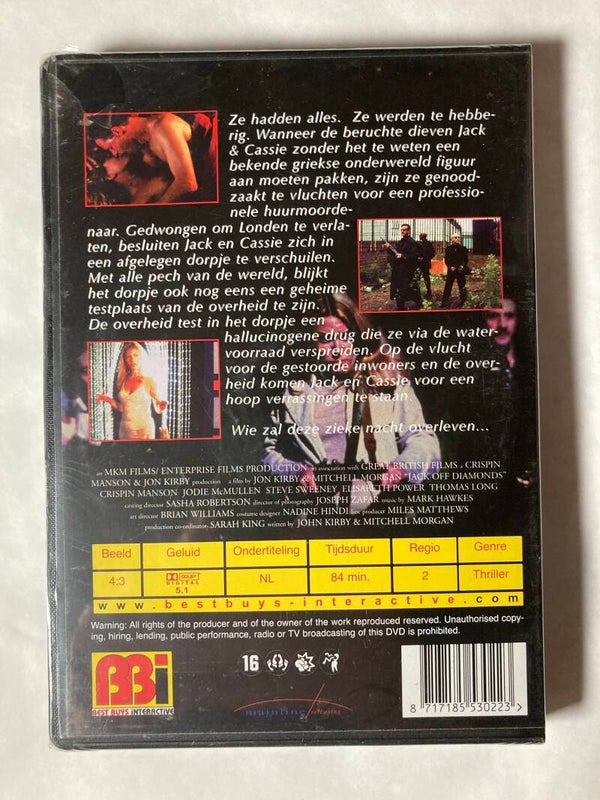 Ze hadden alles. Ze werden te hebbe-
rig. Wanneer de beruchte dieven Jack
& Cassie zonder het te weten een
bekende griekse onderwereld figuur
aan moeten pakken, zijn ze genood-
zaakt te vluchten voor een professio-
nele huurmoorde-
naar. Gedwongen om Londen te verla-
ten, besluiten Jack en Cassie zich in
een afgelegen dorpje te verschuilen.
Met alle pech van de wereld, blijkt
het dorpje ook nog eens een geheime
testplaats van de overheid te zijn.
De overheid test in het dorpje een
hallucinogene drug die ze via de water-
voorraad verspreiden. Op de vlucht
voor de gestoorde inwoners en de over-
heid komen Jack en Cassie voor een
hoop verrassingen te staan.
Wie zal deze zieke nacht overleven...
an MKM FILMS/ ENTERPRISE FILMS PRODUCTION in association with GREAT BRITISH FILMS a CRISPIN
MANSON & JON KIRBY production a film by JON KIRBY & MITCHELL MORGAN "JACK OFF DIAMONDS"
CRISPIN MANSON JODIE McMULLEN STEVE SWEENEY ELISABETH POWER THOMAS LONG
casting director SASHA ROBERTSON director of photography JOSEPH ZAFAR music by MARK HAWKES
art director BRIAN WILLIAMS costume designer NADINE HINDI line producer MILES MATTHEWS
production co-ordinator SARAH KING written by JOHN KIRBY & MITCHELL MORGAN
Beeld Geluid Ondertiteling Tijdsduur Regio Genre
4:3 DOLBY DIGITAL 5.1 NL 84 min. 2 Thriller
www.bestbuys-interactive.com
Warning: All rights of the producer and of the owner of the work reproduced reserved. Unauthorised copy-
ing, hiring, lending, public performance, radio or TV broadcasting of this DVD is prohibited.
BBi
BEST BUYS INTERACTIVE
16
mainline
8 717185 530223 >